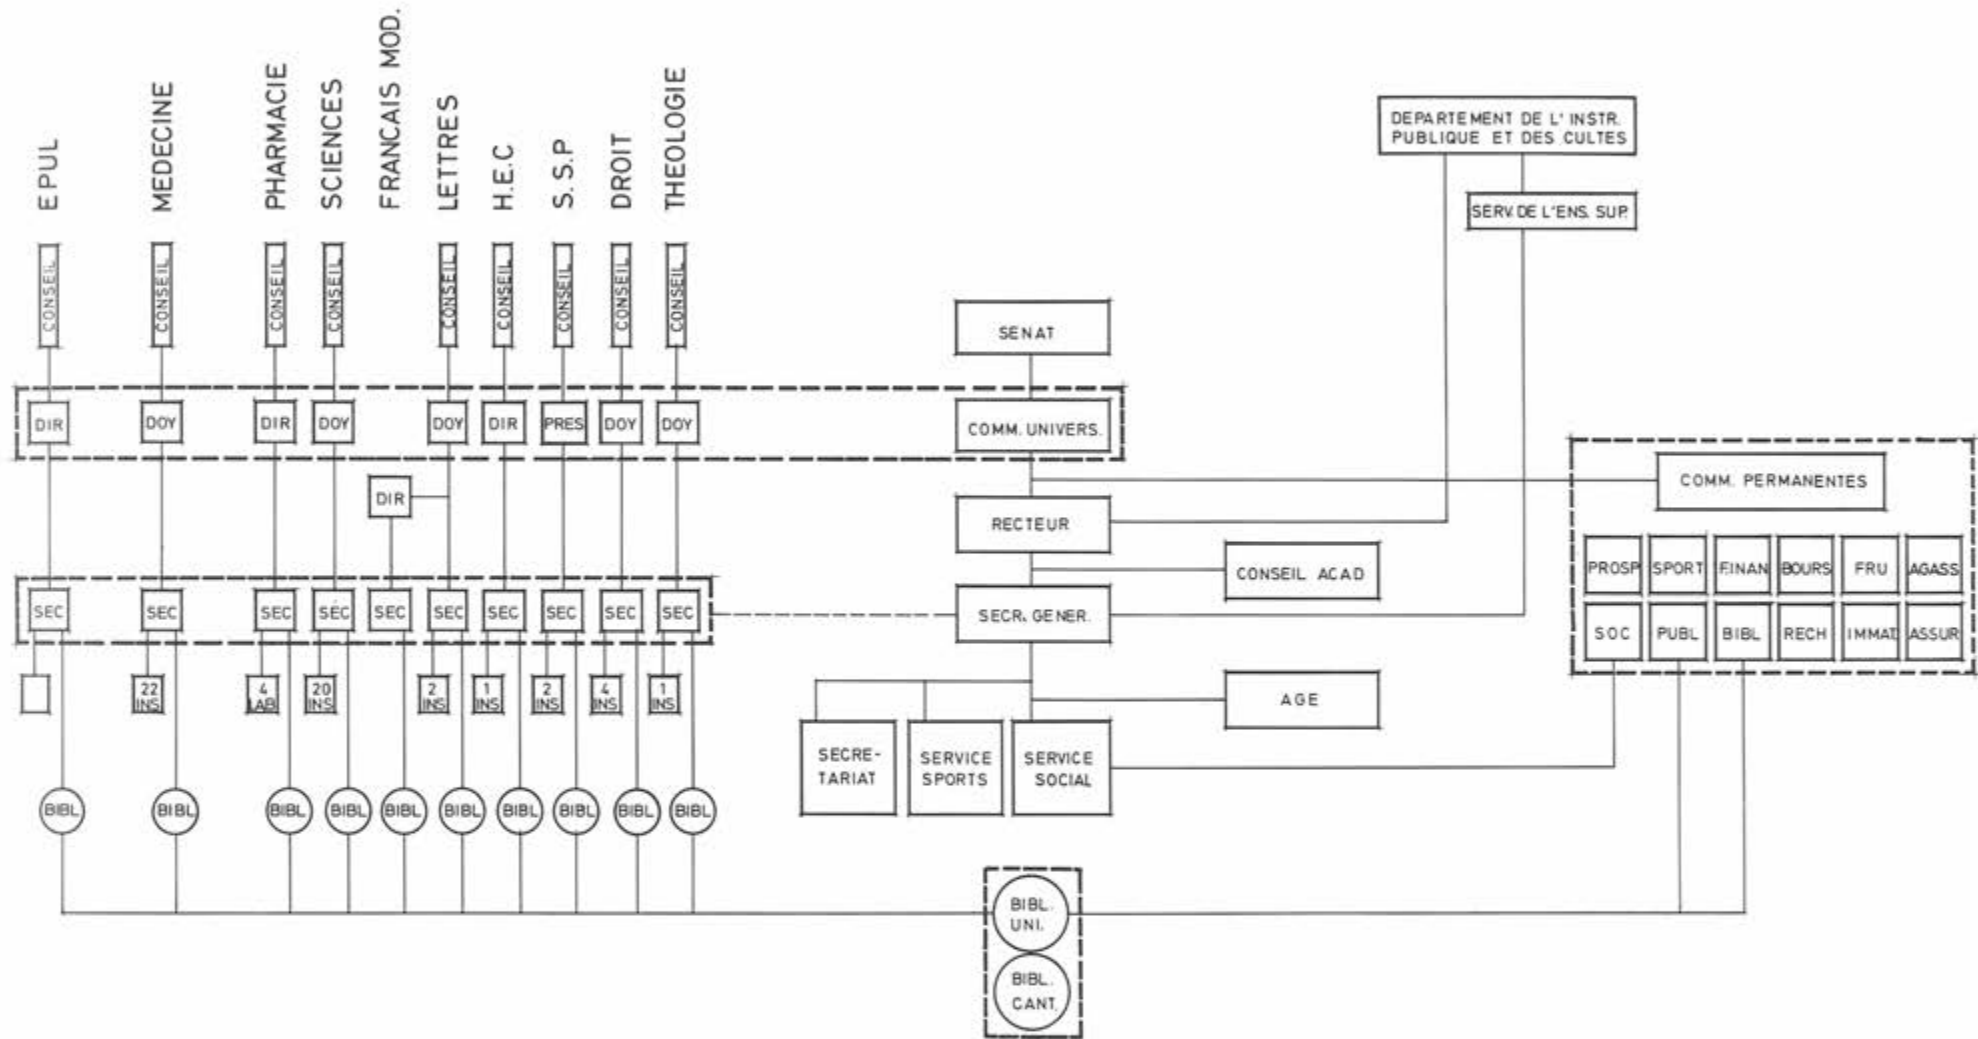 EPUL
MEDECINE
PHARMACIE
SCIENCES
FRANCAIS MOD.
LETTRES
H.E.C
S.S.P
DROIT
THEOLOGIE
DEPARTEMENT DE L'INSTR.
PUBLIQUE ET DES CULTES
SERV. DE L'ENS. SUP.
CONSEIL
CONSEIL
CONSEIL
CONSEIL
CONSEIL
CONSEIL
CONSEIL
CONSEIL
CONSEIL
SENAT
DIR
DOY
DIR
DOY
DOY
DIR
PRES
DOY
DOY
COMM. UNIVERS.
COMM. PERMANENTES
DIR
RECTEUR
CONSEIL ACAD
PROSP
SPORT
FINAN
BOURS
FRU
AGASS
SEC
SEC
SEC
SEC
SEC
SEC
SEC
SEC
SEC
SEC
SECR. GENER.
SOC
PUBL
BIBL
RECH
IMMAT
ASSUR
22
INS
4
LAB
20
INS
2
INS
1
INS
2
INS
4
INS
1
INS
AGE
SECRE-
TARIAT
SERVICE
SPORTS
SERVICE
SOCIAL
BIBL
BIBL
BIBL
BIBL
BIBL
BIBL
BIBL
BIBL
BIBL
BIBL
BIBL.
UNI.
BIBL.
CANT.